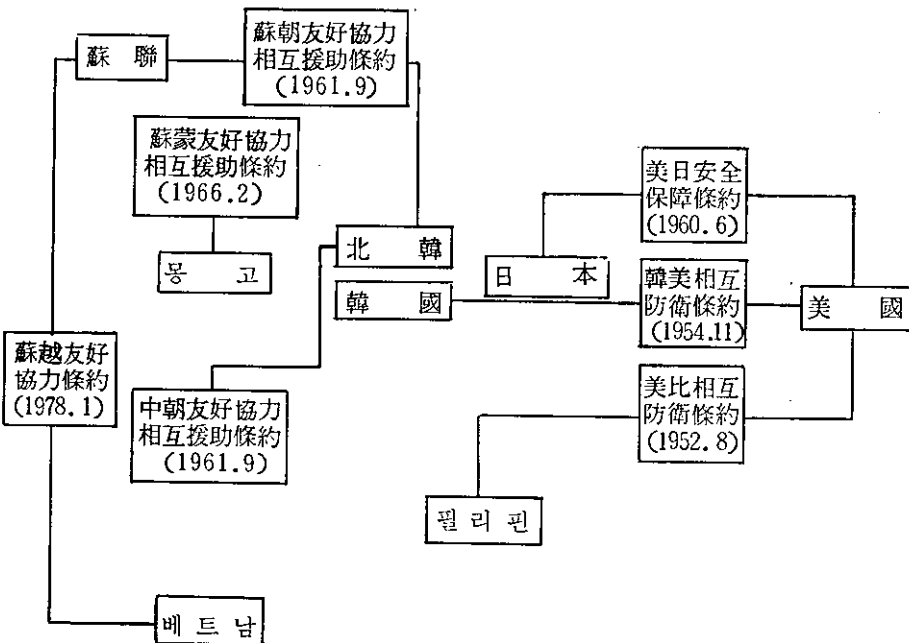 蘇 聯
蘇朝友好協力
相互援助條約
(1961.9)
蘇蒙友好協力
相互援助條約
(1966.2)
몽 고
北 韓
韓 國
日 本
美日安全
保障條約
(1960.6)
韓美相互
防衛條約
(1954.11)
美 國
蘇越友好
協力條約
(1978.1)
中朝友好協力
相互援助條約
(1961.9)
美比相互
防衛條約
(1952.8)
필 리 핀
베 트 남